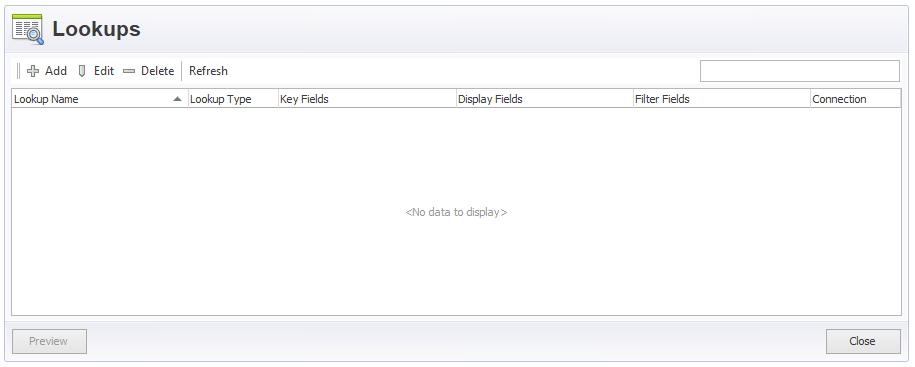 Lookups
Add Edit Delete Refresh
Lookup Name Lookup Type Key Fields Display Fields Filter Fields Connection
<No data to display>
Preview Close